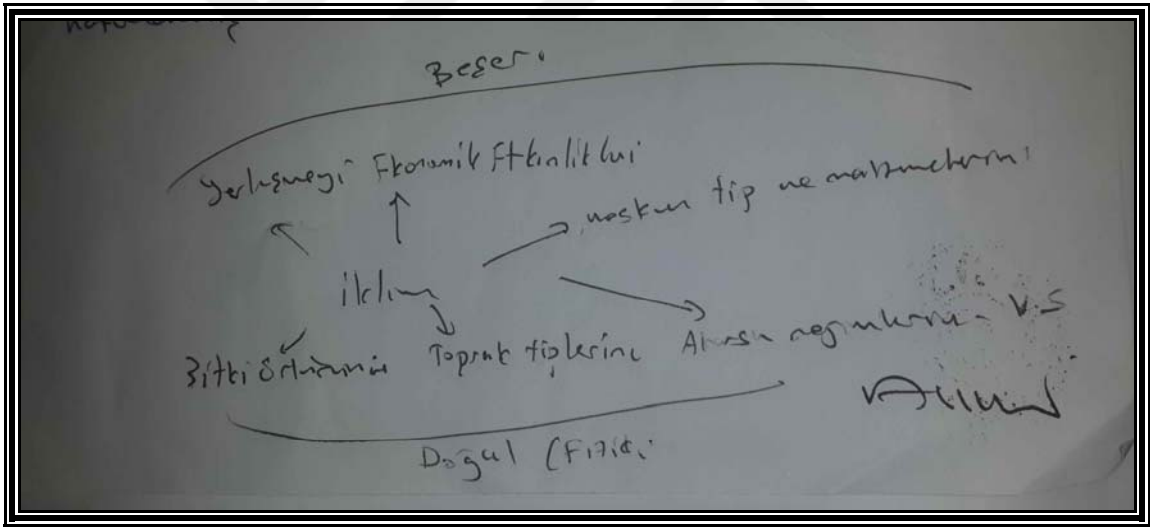 Beşeri
Yerleşmeyi Ekonomik Etkinlikleri
mesken tip ve malzemelerini
iklim
Bitki Örtüsünü Toprak tiplerini Akarsu rejimlerini V.S
Doğal (Fiziki